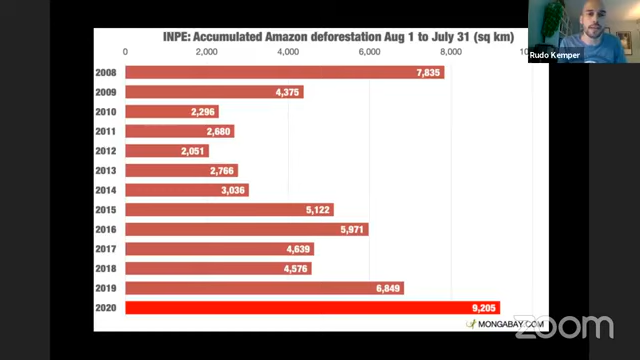 INPE: Accumulated Amazon deforestation Aug 1 to July 31 (sq km)
0 2,000 4,000 6,000 8,000
Rudo Kemper
2008 7,835
2009 4,375
2010 2,296
2011 2,680
2012 2,051
2013 2,766
2014 3,036
2015 5,122
2016 5,971
2017 4,639
2018 4,576
2019 6,849
2020 9,205
MONGABAY.COM
zoom